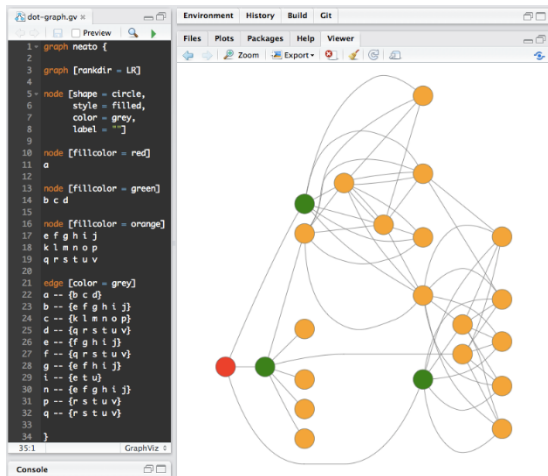 dot-graph.gv
Preview
1 graph neato {
2
3 graph [rankdir = LR]
4
5 node [shape = circle,
6 style = filled,
7 color = grey,
8 label = ""]
9
10 node [fillcolor = red]
11 a
12
13 node [fillcolor = green]
14 b c d
15
16 node [fillcolor = orange]
17 e f g h i j
18 k l m n o p
19 q r s t u v
20
21 edge [color = grey]
22 a -- {b c d}
23 b -- {e f g h i j}
24 c -- {k l m n o p}
25 d -- {q r s t u v}
26 e -- {f g h i j}
27 f -- {q r s t u v}
28 g -- {e f h i j}
29 i -- {e t u}
30 n -- {e f g h i j}
31 p -- {r s t u v}
32 q -- {r s t u v}
33
34 }
35:1 GraphViz
Console
Environment History Build Git
Files Plots Packages Help Viewer
Zoom Export